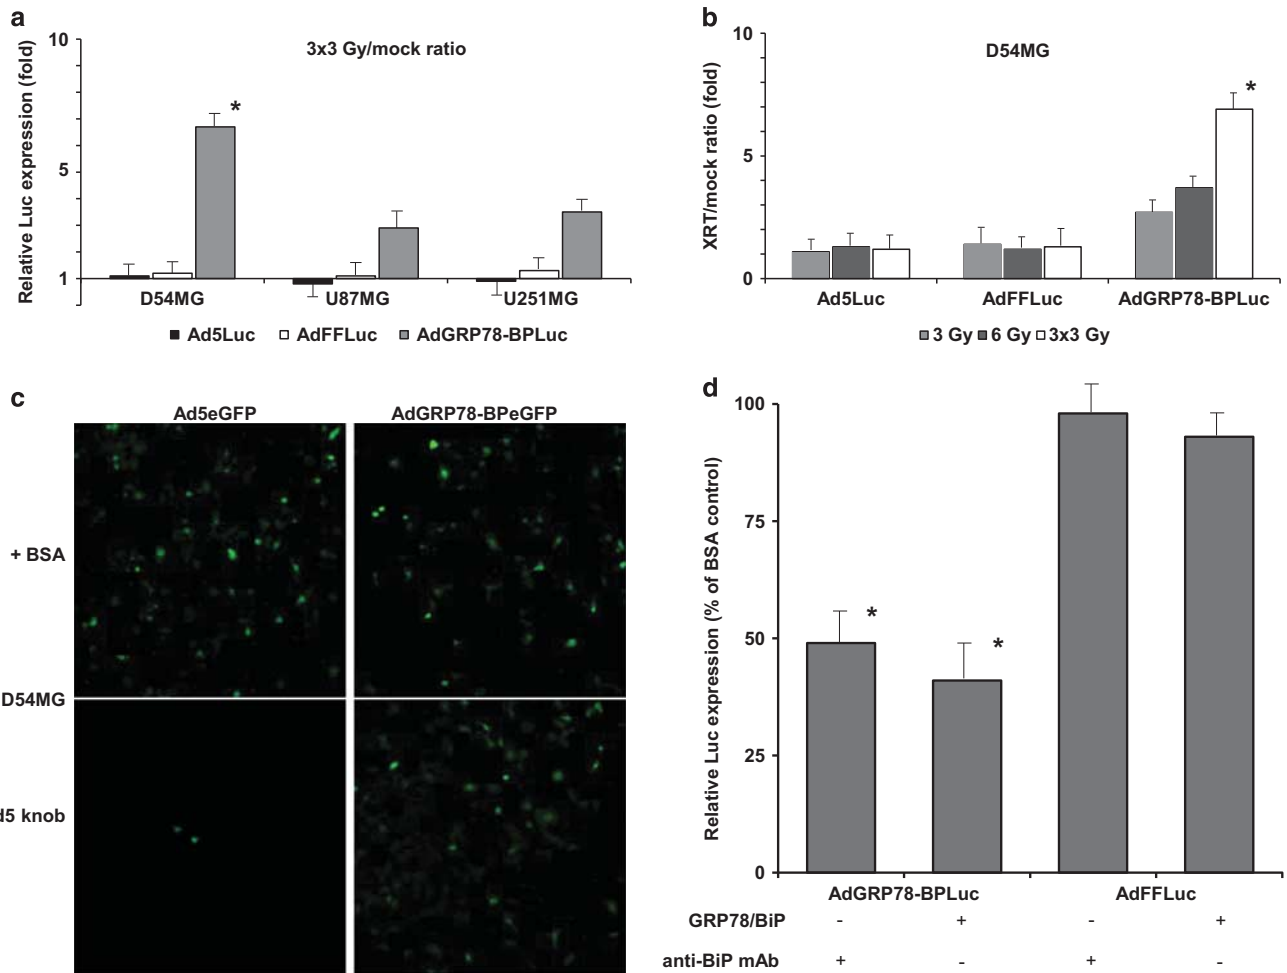 a
10
5
1
Relative Luc expression (fold)
3x3 Gy/mock ratio
*
D54MG U87MG U251MG
Ad5Luc AdFFLuc AdGRP78-BPLuc
b
10
5
0
XRT/mock ratio (fold)
D54MG
*
Ad5Luc AdFFLuc AdGRP78-BPLuc
3 Gy 6 Gy 3x3 Gy
c
Ad5eGFP AdGRP78-BPeGFP
+ BSA
D54MG
d5 knob
d
100
75
50
25
0
Relative Luc expression (% of BSA control)
* *
AdGRP78-BPLuc AdFFLuc
GRP78/BiP - + - +
anti-BiP mAb + - + -